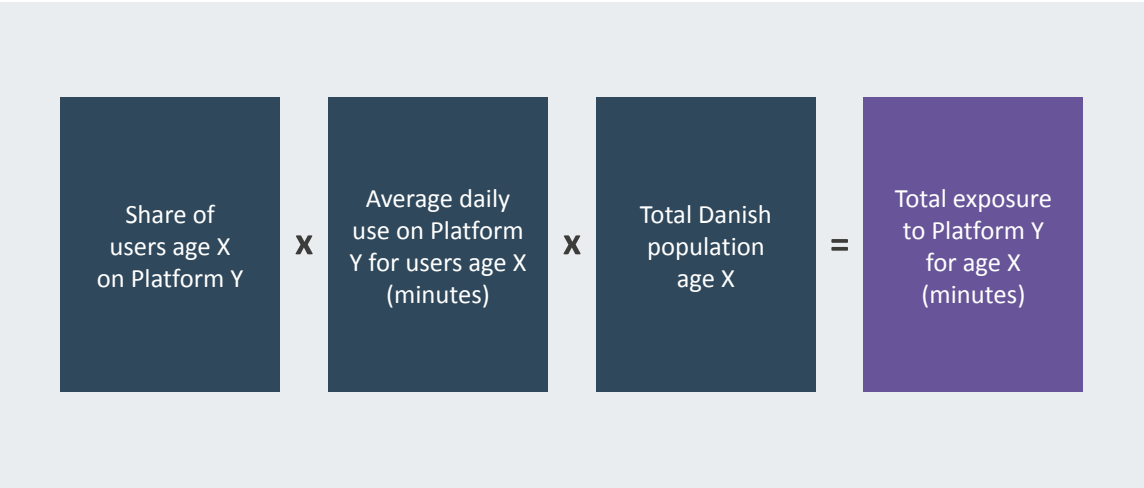 Share of
users age X
on Platform Y
x
Average daily
use on Platform
Y for users age X
(minutes)
x
Total Danish
population
age X
=
Total exposure
to Platform Y
for age X
(minutes)